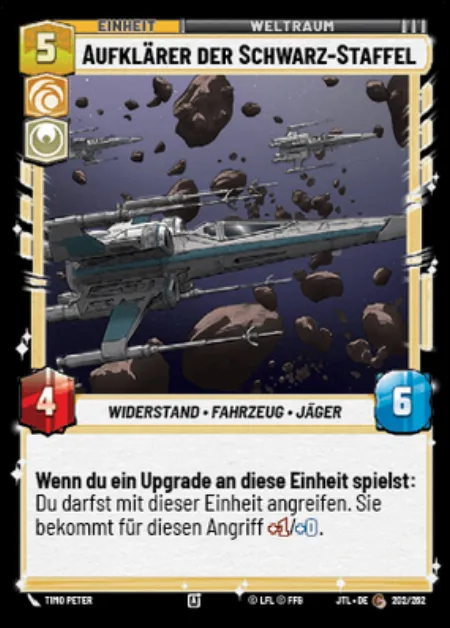 EINHEIT WELTRAUM
5 AUFKLÄRER DER SCHWARZ-STAFFEL
4 WIDERSTAND • FAHRZEUG • JÄGER 6
Wenn du ein Upgrade an diese Einheit spielst:
Du darfst mit dieser Einheit angreifen. Sie
bekommt für diesen Angriff +1/+0.
TIMO PETER A © LFL © FFG JTL • DE C 202/262